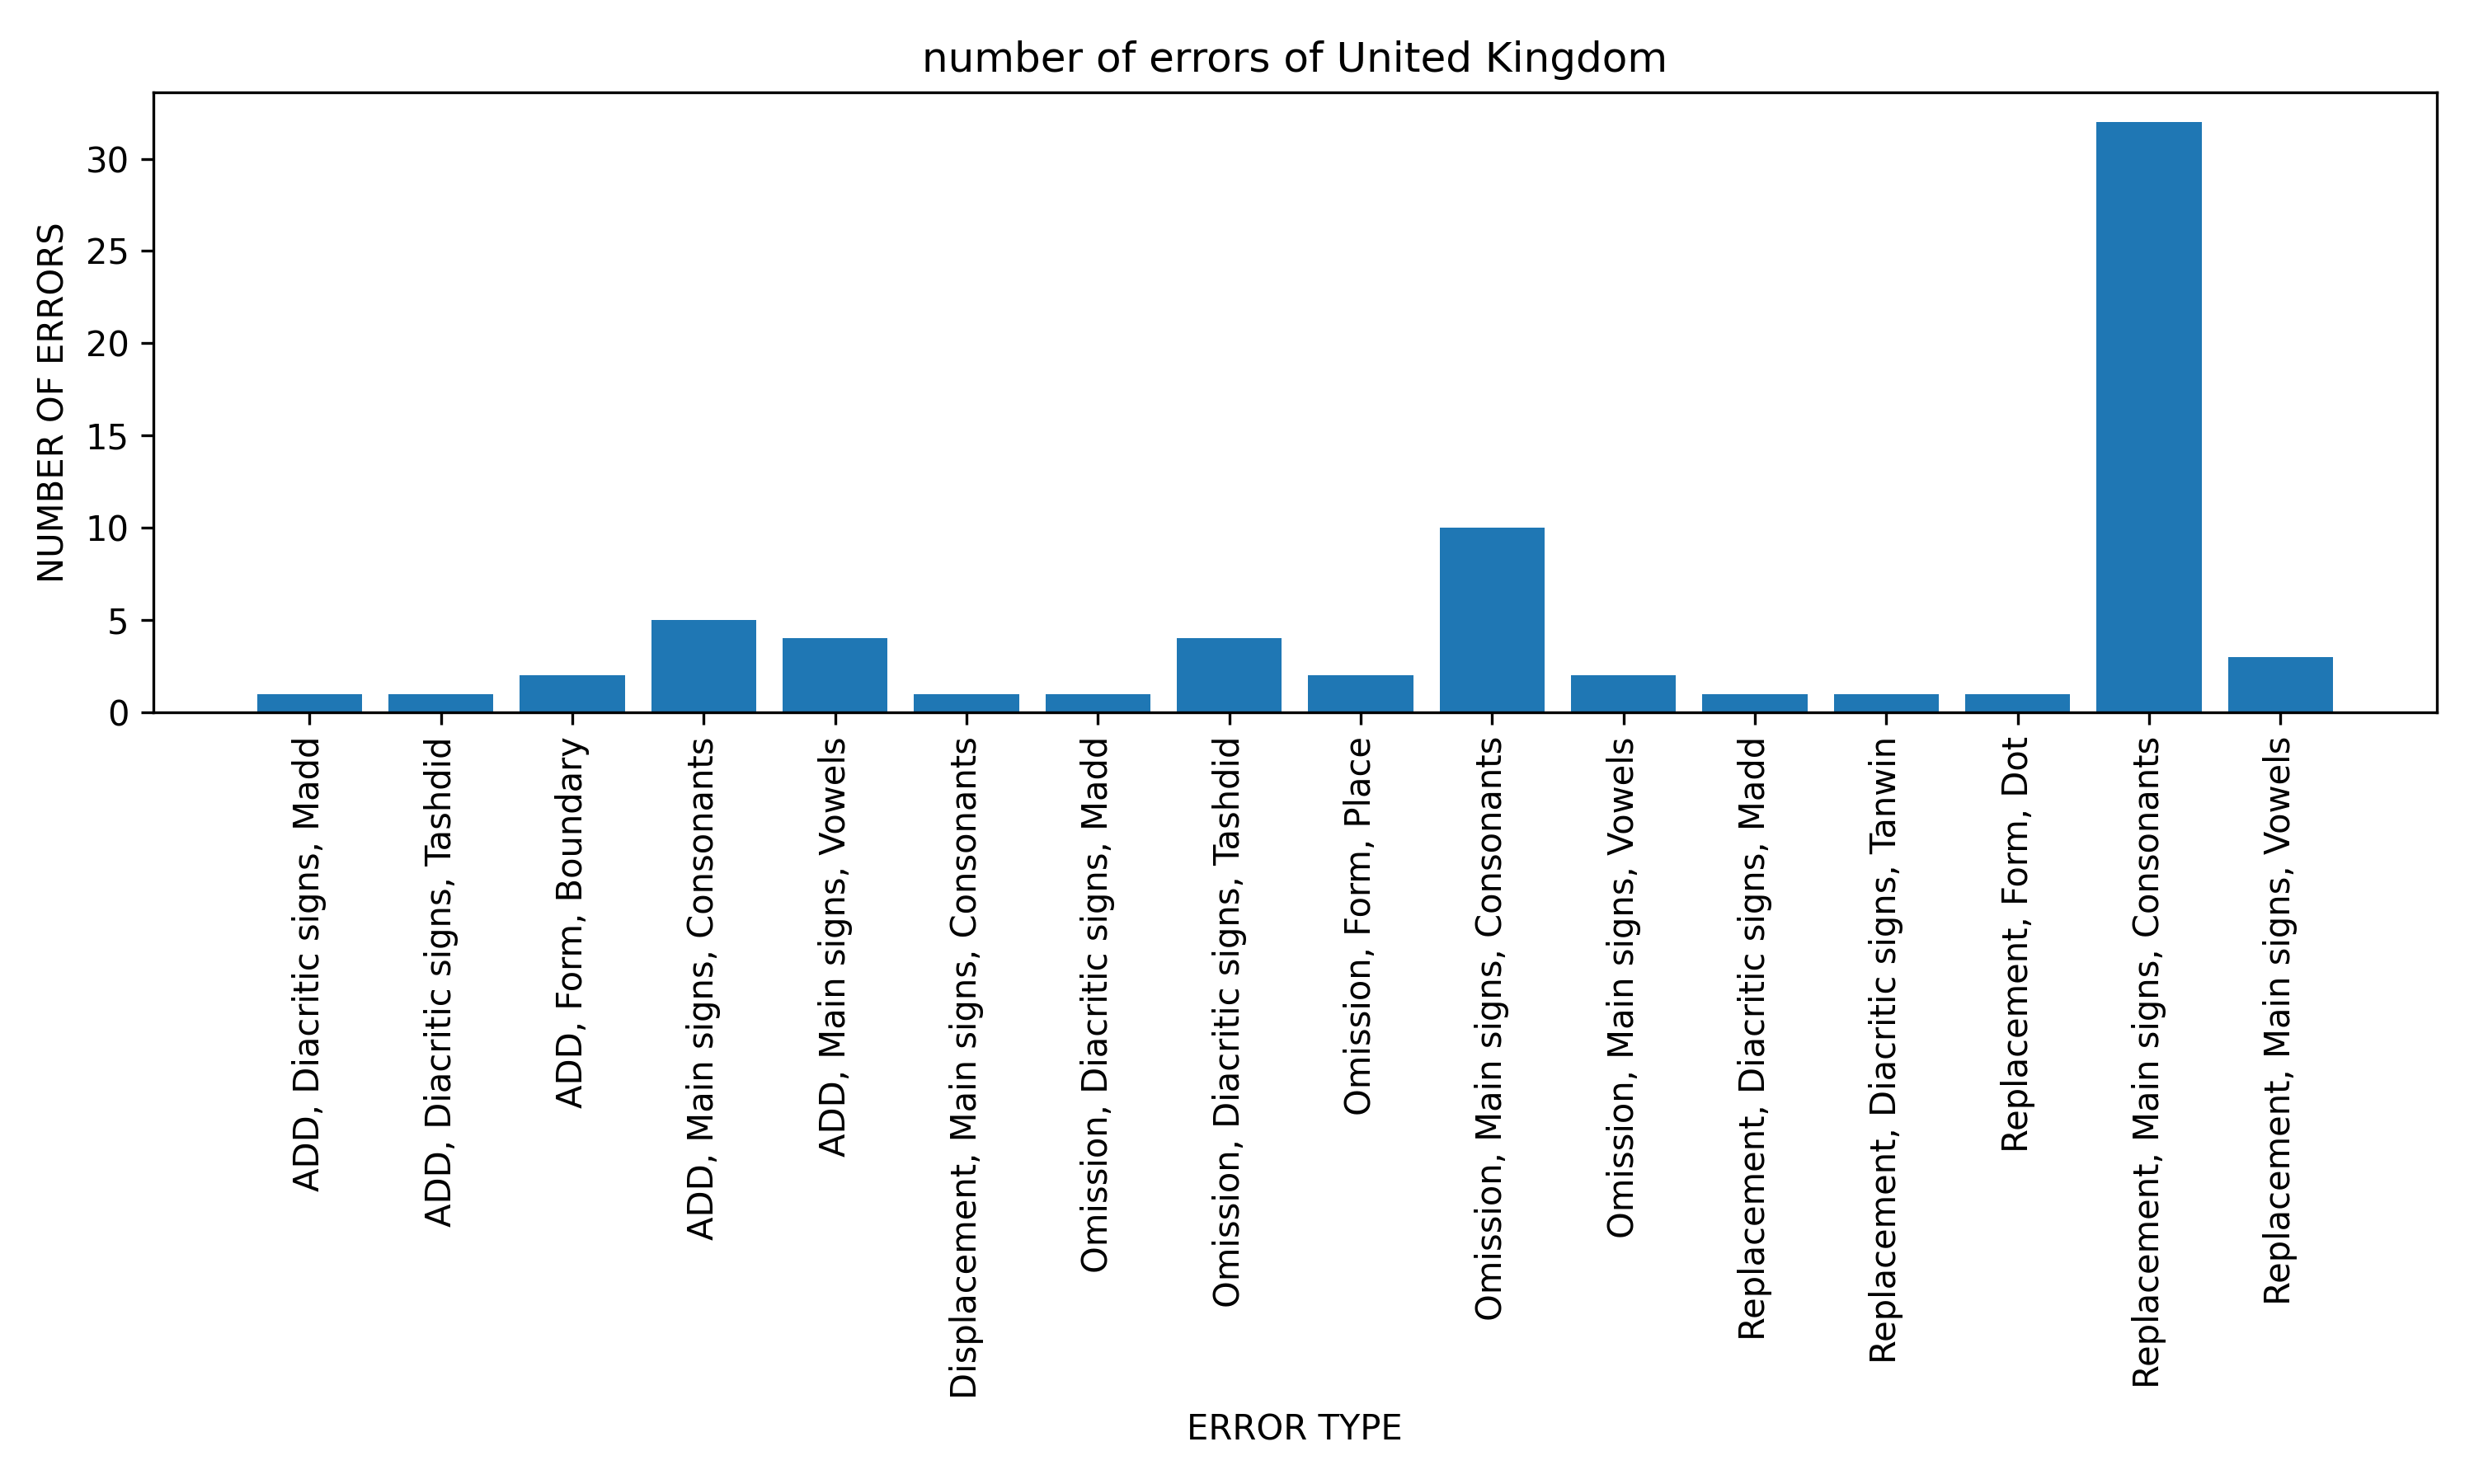 number of errors of United Kingdom
NUMBER OF ERRORS
30
25
20
15
10
5
0
ADD, Diacritic signs, Madd
ADD, Diacritic signs, Tashdid
ADD, Form, Boundary
ADD, Main signs, Consonants
ADD, Main signs, Vowels
Displacement, Main signs, Consonants
Omission, Diacritic signs, Madd
Omission, Diacritic signs, Tashdid
Omission, Form, Place
Omission, Main signs, Consonants
Omission, Main signs, Vowels
Replacement, Diacritic signs, Madd
Replacement, Diacritic signs, Tanwin
Replacement, Form, Dot
Replacement, Main signs, Consonants
Replacement, Main signs, Vowels
ERROR TYPE